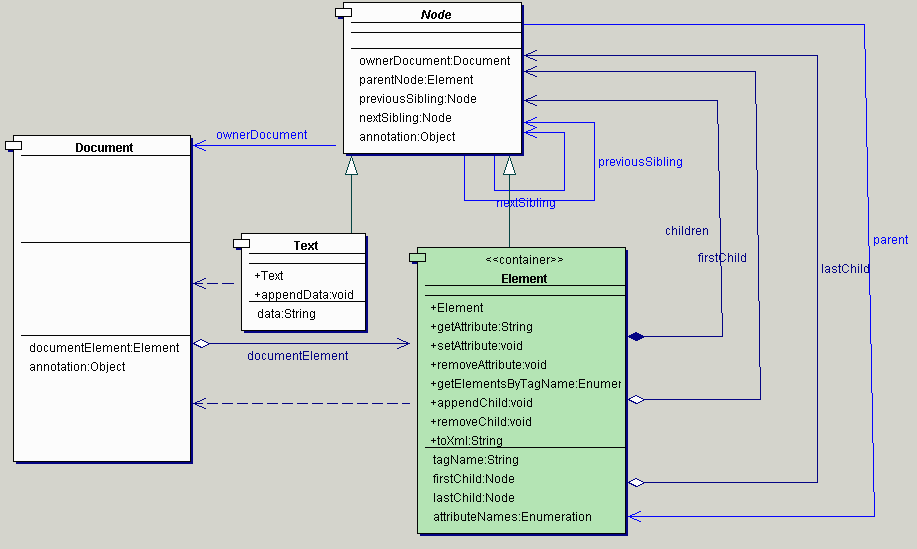 Node
ownerDocument:Document
parentNode:Element
previousSibling:Node
nextSibling:Node
annotation:Object
ownerDocument
Document
documentElement:Element
annotation:Object
previousSibling
nextSibling
children
firstChild
lastChild
parent
Text
+Text
+appendData:void
data:String
documentElement
<<container>>
Element
+Element
+getAttribute:String
+setAttribute:void
+removeAttribute:void
+getElementsByTagName:Enumer
+appendChild:void
+removeChild:void
+toXml:String
tagName:String
firstChild:Node
lastChild:Node
attributeNames:Enumeration